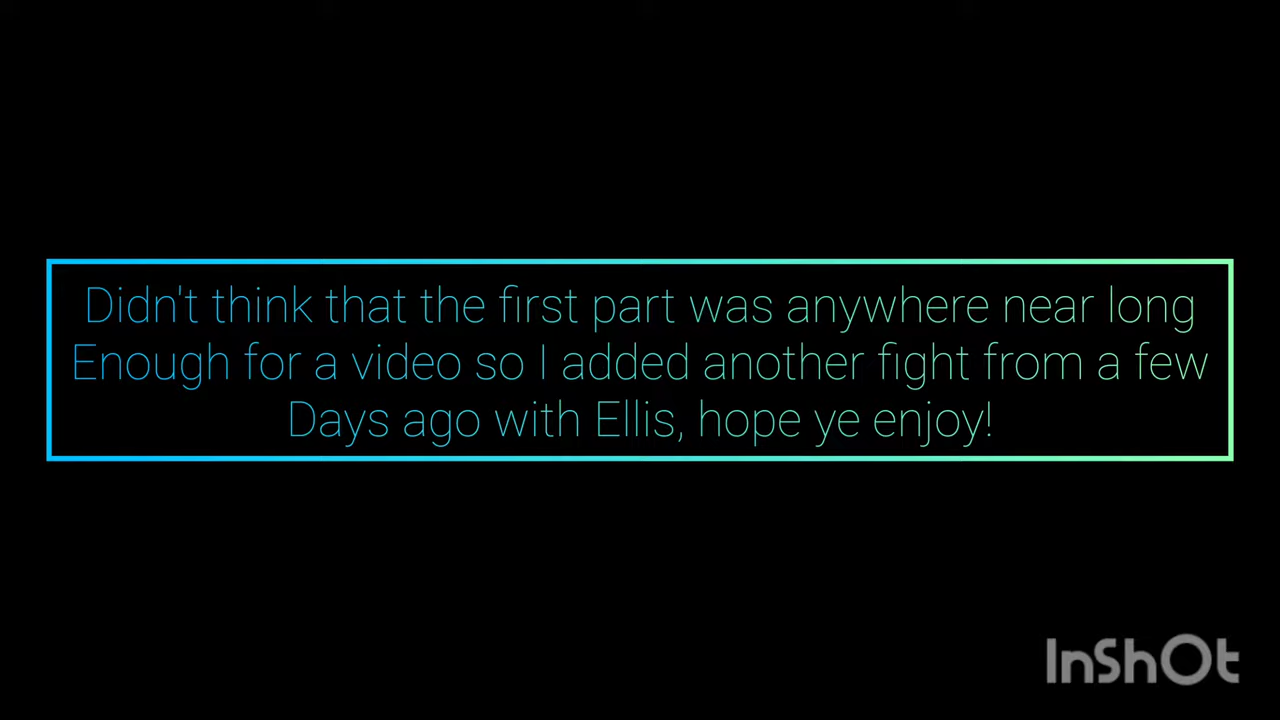 Didn't think that the first part was anywhere near long
Enough for a video so I added another fight from a few
Days ago with Ellis, hope ye enjoy!
InShOt